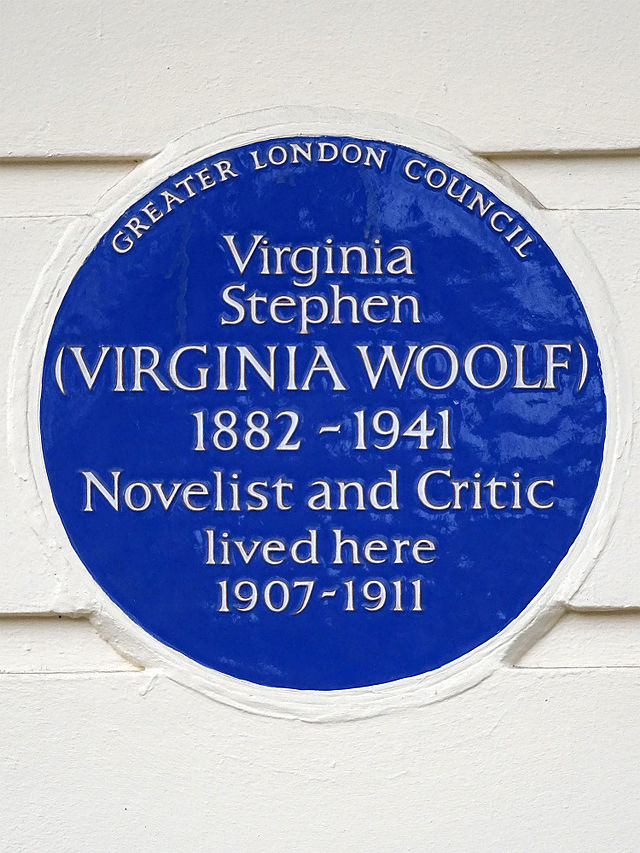 GREATER LONDON COUNCIL
Virginia
Stephen
(VIRGINIA WOOLF)
1882 - 1941
Novelist and Critic
lived here
1907-1911